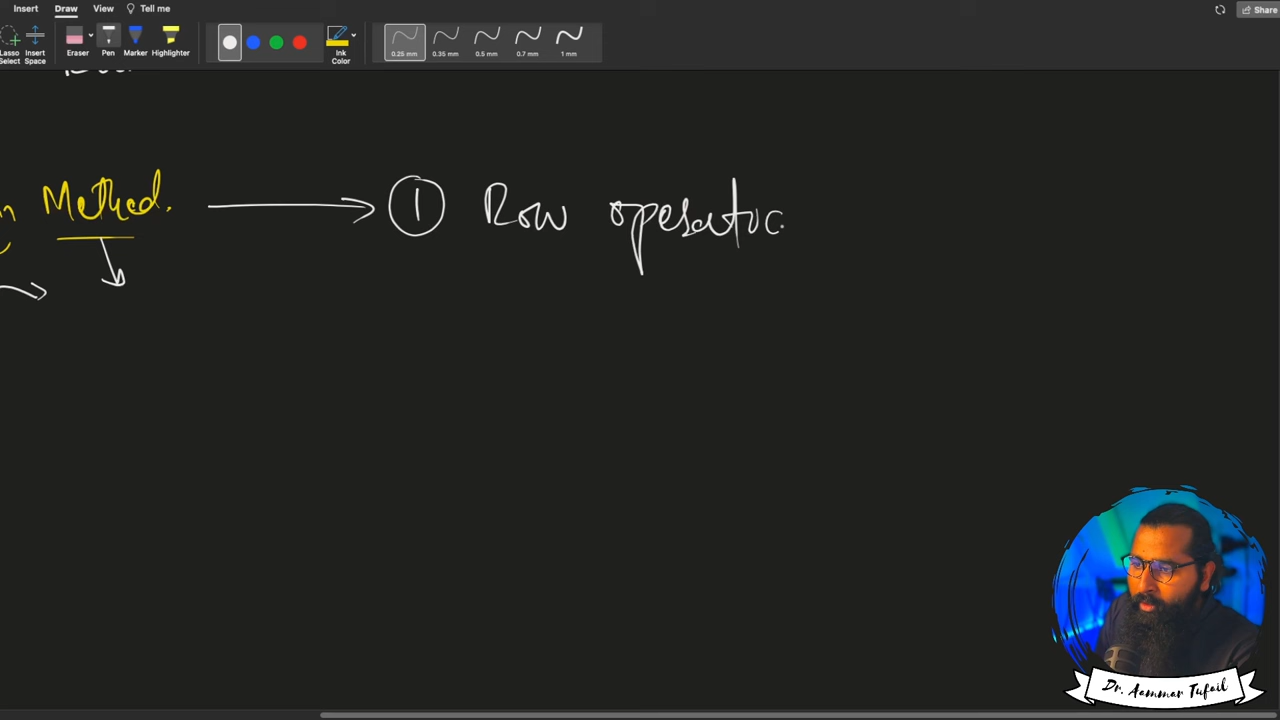 Insert Draw View Tell me Share
Lasso Select Insert Space Eraser Pen Marker Highlighter Ink Color 0.25 mm 0.35 mm 0.5 mm 0.7 mm 1 mm
n Method. ① Row operatio
Dr. Aammar Tufail